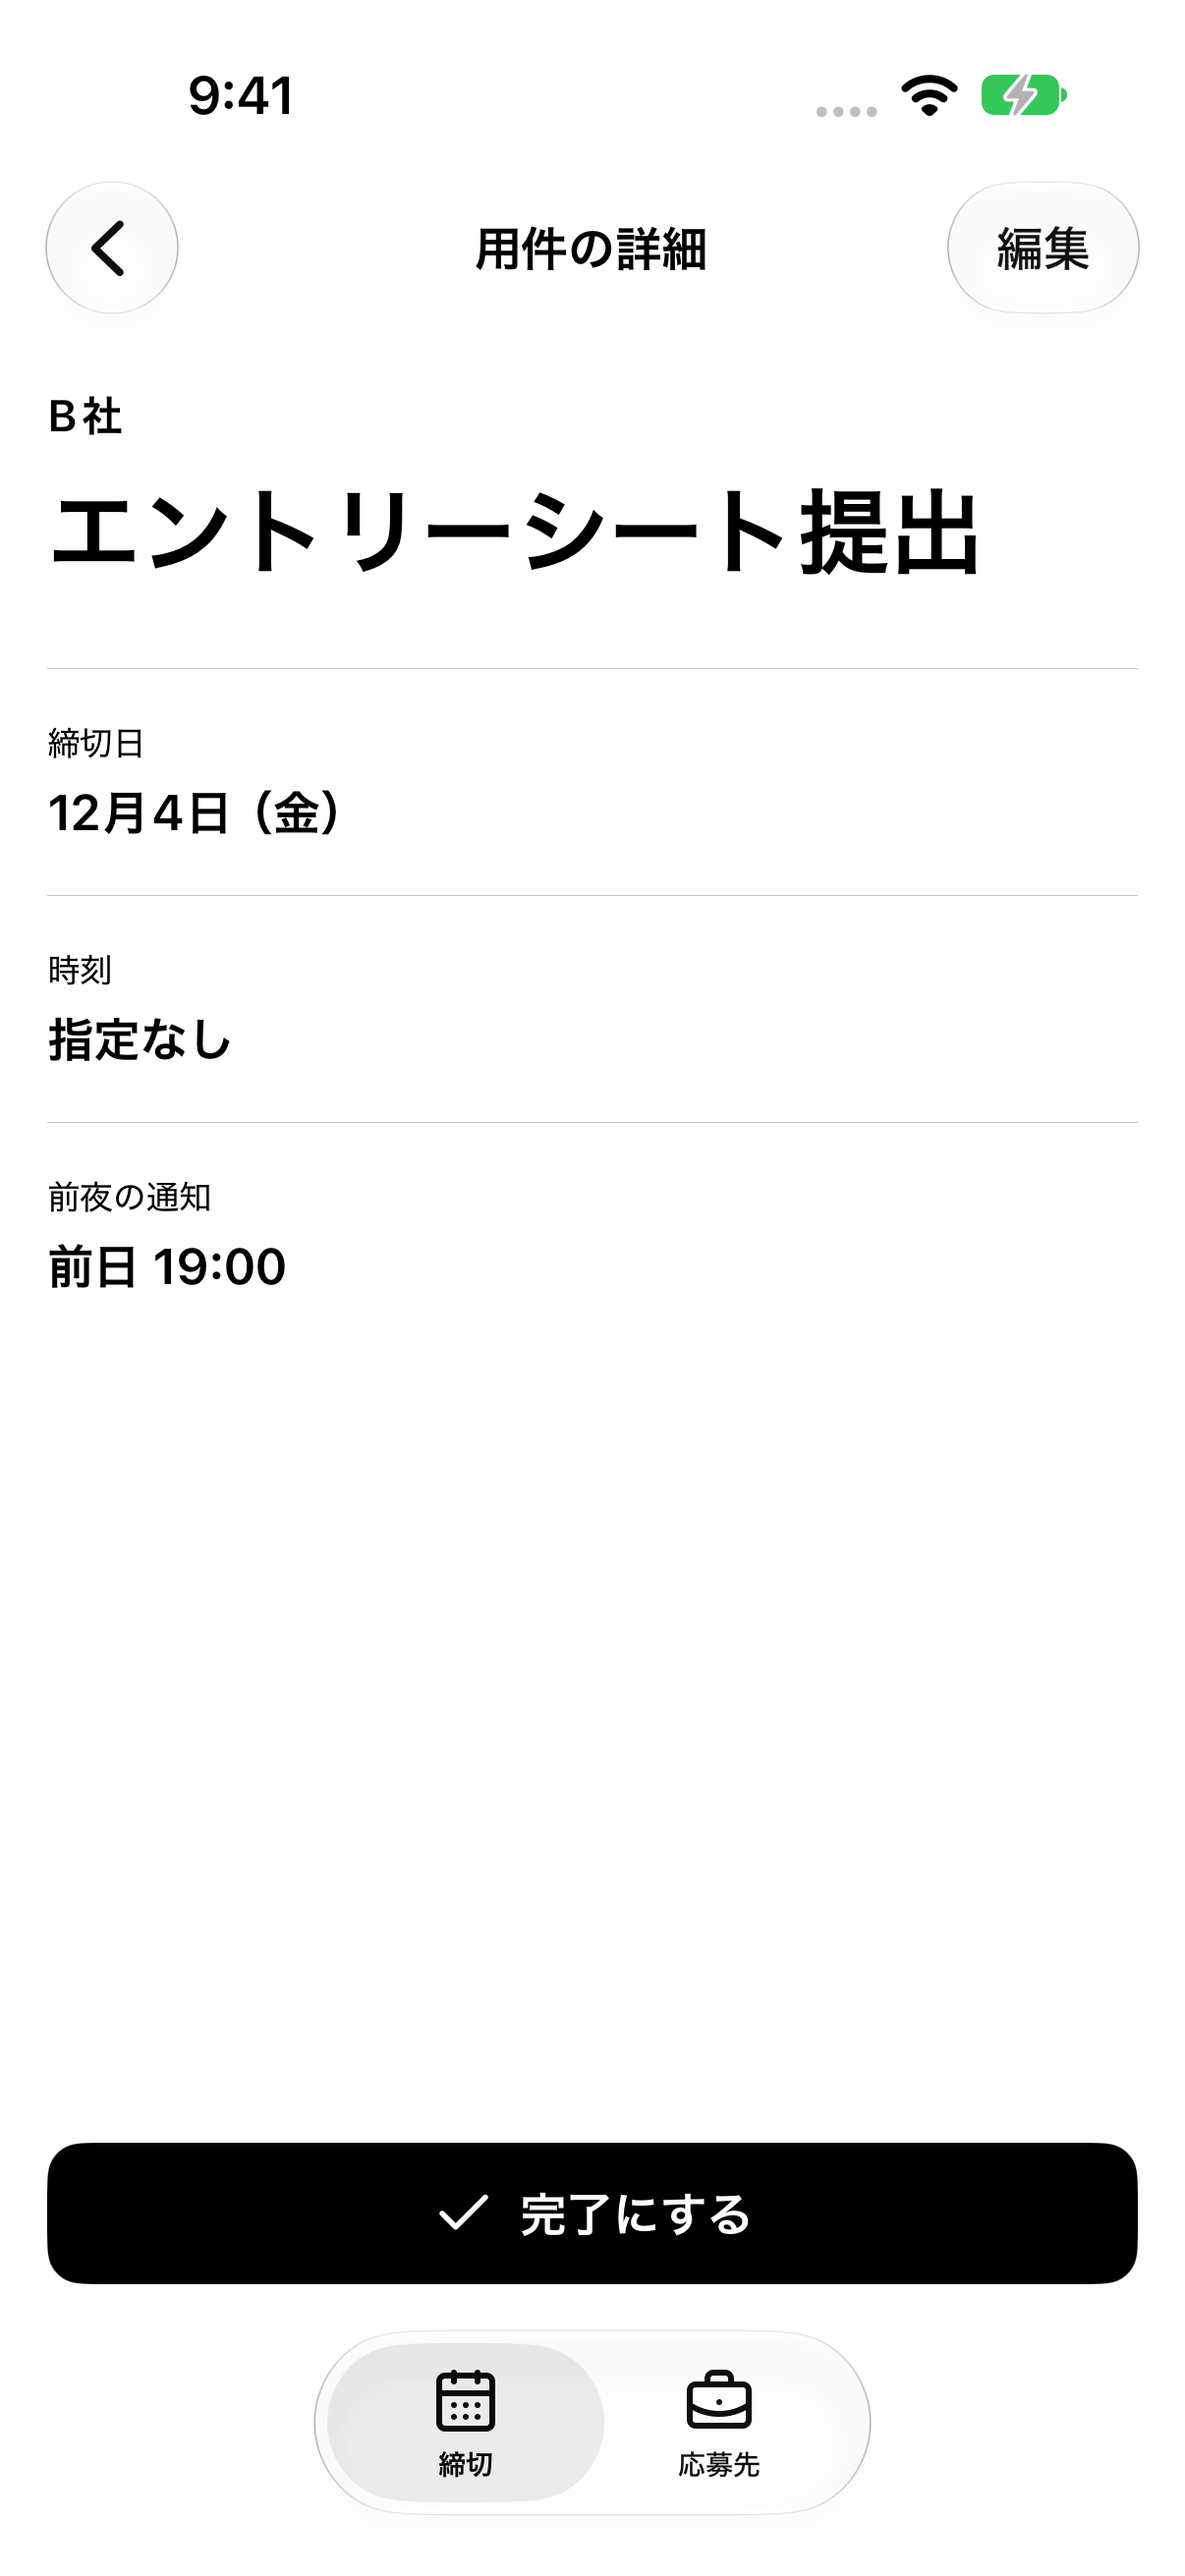 9:41
用件の詳細
編集
B社
エントリーシート提出
締切日
12月4日（金）
時刻
指定なし
前夜の通知
前日 19:00
完了にする
締切
応募先